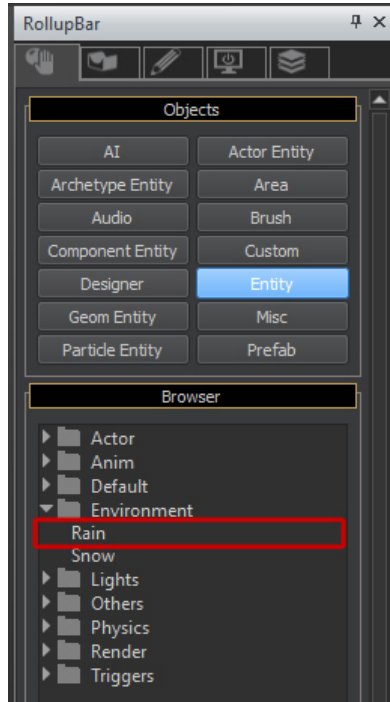 RollupBar
Objects
AI Actor Entity
Archetype Entity Area
Audio Brush
Component Entity Custom
Designer Entity
Geom Entity Misc
Particle Entity Prefab
Browser
Actor
Anim
Default
Environment
Rain
Snow
Lights
Others
Physics
Render
Triggers